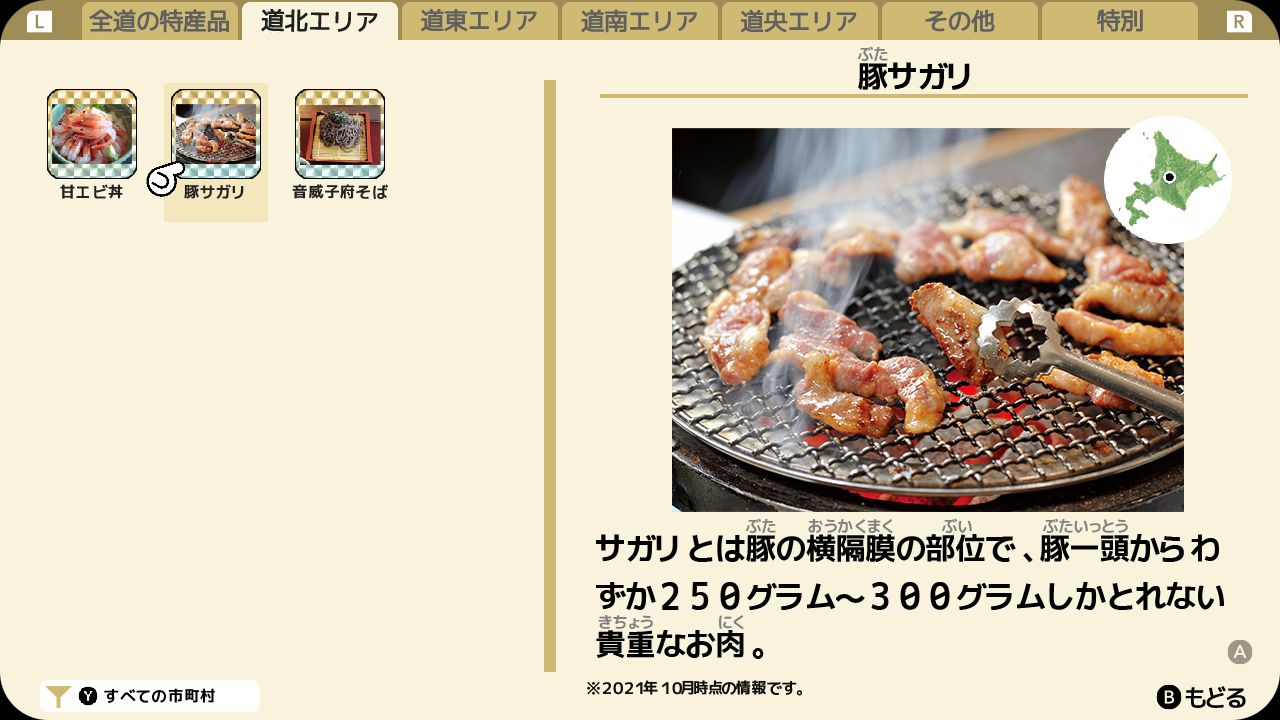 L
全道の特産品
道北エリア
道東エリア
道南エリア
道央エリア
その他
特別
R
甘エビ丼
豚サガリ
音威子府そば
ぶた
豚サガリ
ぶた おうかくまく ぶい ぶたいっとう
サガリとは豚の横隔膜の部位で、豚一頭からわ
ずか250グラム～300グラムしかとれない
きちょう にく
貴重なお肉。
※2021年10月時点の情報です。
A
Y すべての市町村
B もどる